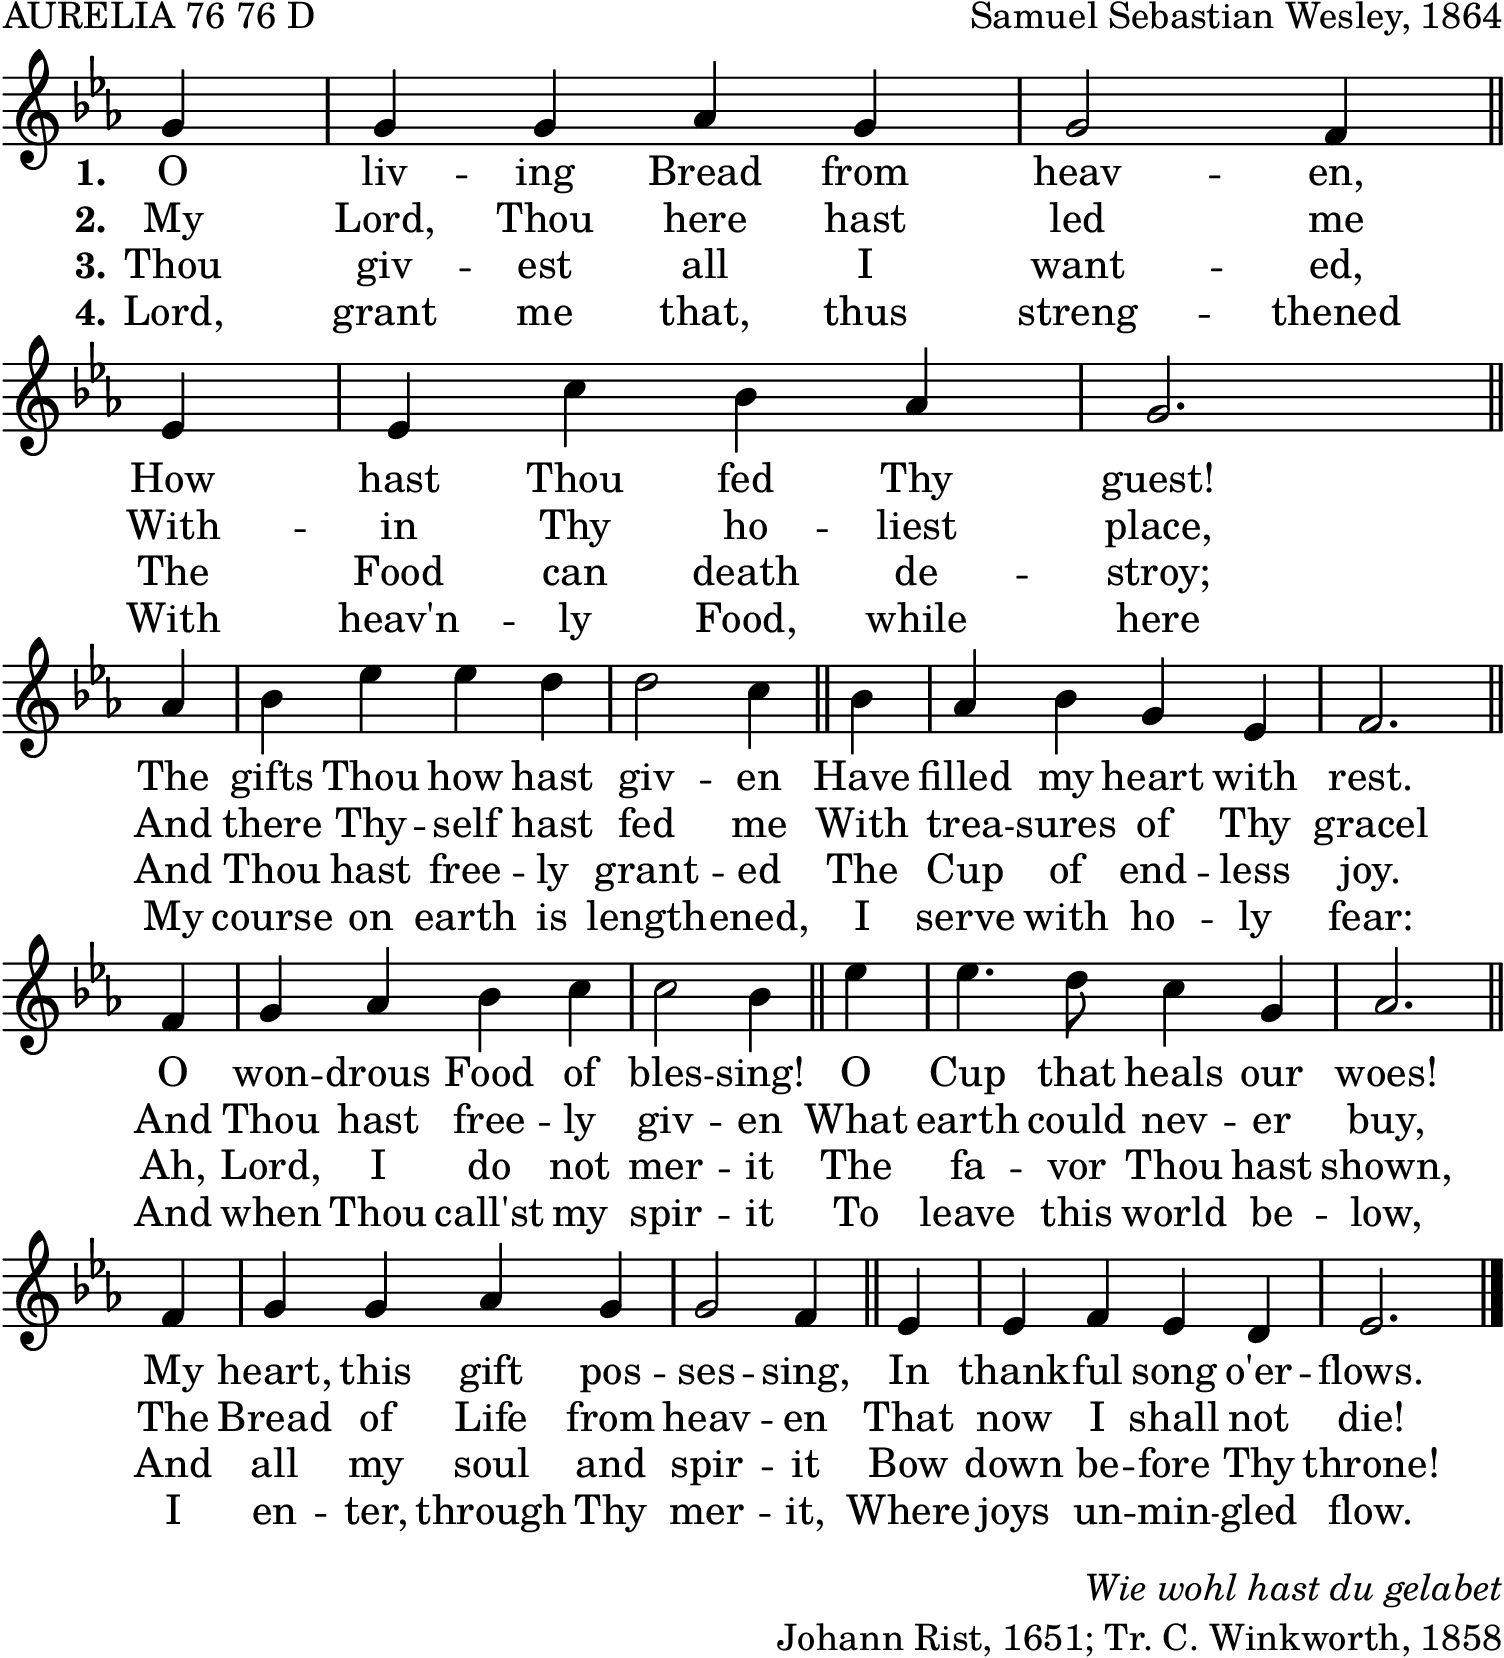 AURELIA 76 76 D
Samuel Sebastian Wesley, 1864
1. O liv - ing Bread from heav - en,
2. My Lord, Thou here hast led me
3. Thou giv - est all I want - ed,
4. Lord, grant me that, thus streng - thened
How hast Thou fed Thy guest!
With - in Thy ho - liest place,
The Food can death de - stroy;
With heav'n - ly Food, while here
The gifts Thou how hast giv - en Have filled my heart with rest.
And there Thy - self hast fed me With trea - sures of Thy gracel
And Thou hast free - ly grant - ed The Cup of end - less joy.
My course on earth is lengthened, I serve with ho - ly fear:
O won - drous Food of bles - sing! O Cup that heals our woes!
And Thou hast free - ly giv - en What earth could nev - er buy,
Ah, Lord, I do not mer - it The fa - vor Thou hast shown,
And when Thou call'st my spir - it To leave this world be - low,
My heart, this gift pos - ses - sing, In thankful song o'er - flows.
The Bread of Life from heav - en That now I shall not die!
And all my soul and spir - it Bow down be - fore Thy throne!
I en - ter, through Thy mer - it, Where joys un - min - gled flow.
Wie wohl hast du gelabet
Johann Rist, 1651; Tr. C. Winkworth, 1858